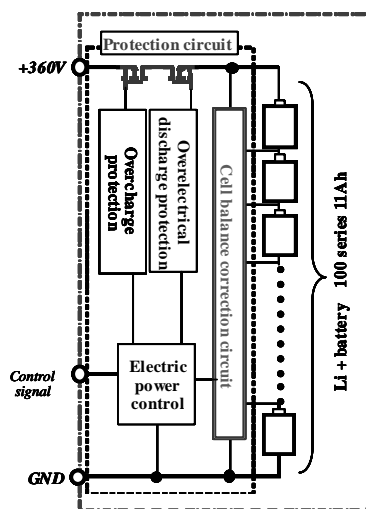 Protection circuit
+360V
Overcharge
protection
Overelectrical
discharge protection
Cell balance correction circuit
Li + battery 100 series 11Ah
Electric
power
control
Control
signal
GND